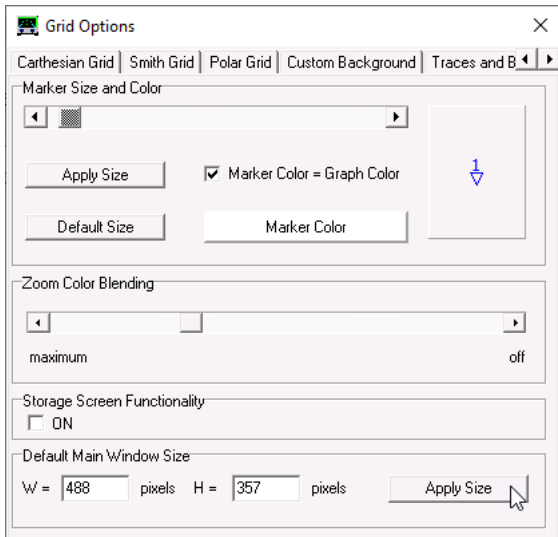 Grid Options
Carthesian Grid Smith Grid Polar Grid Custom Background Traces and B
Marker Size and Color
1
Apply Size Marker Color = Graph Color
Default Size Marker Color
Zoom Color Blending
maximum off
Storage Screen Functionality
ON
Default Main Window Size
W = 488 pixels H = 357 pixels Apply Size